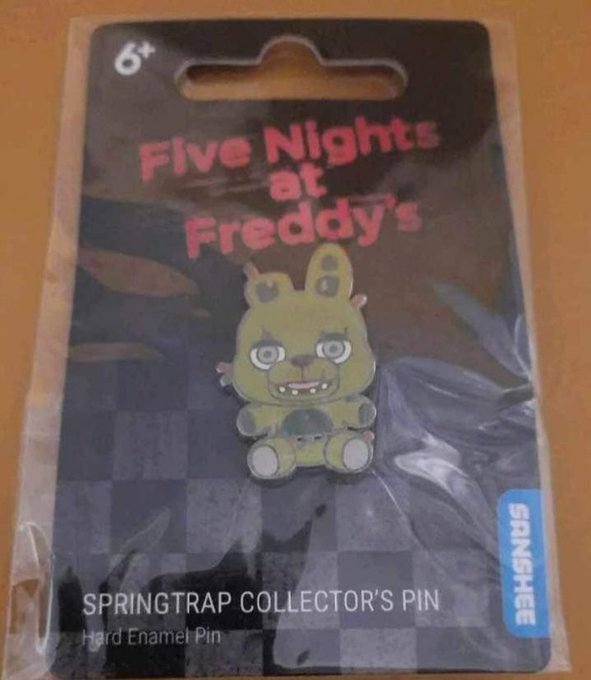 6+
Five Nights
at
Freddy's
SPRINGTRAP COLLECTOR'S PIN
Hard Enamel Pin
SANSHEE